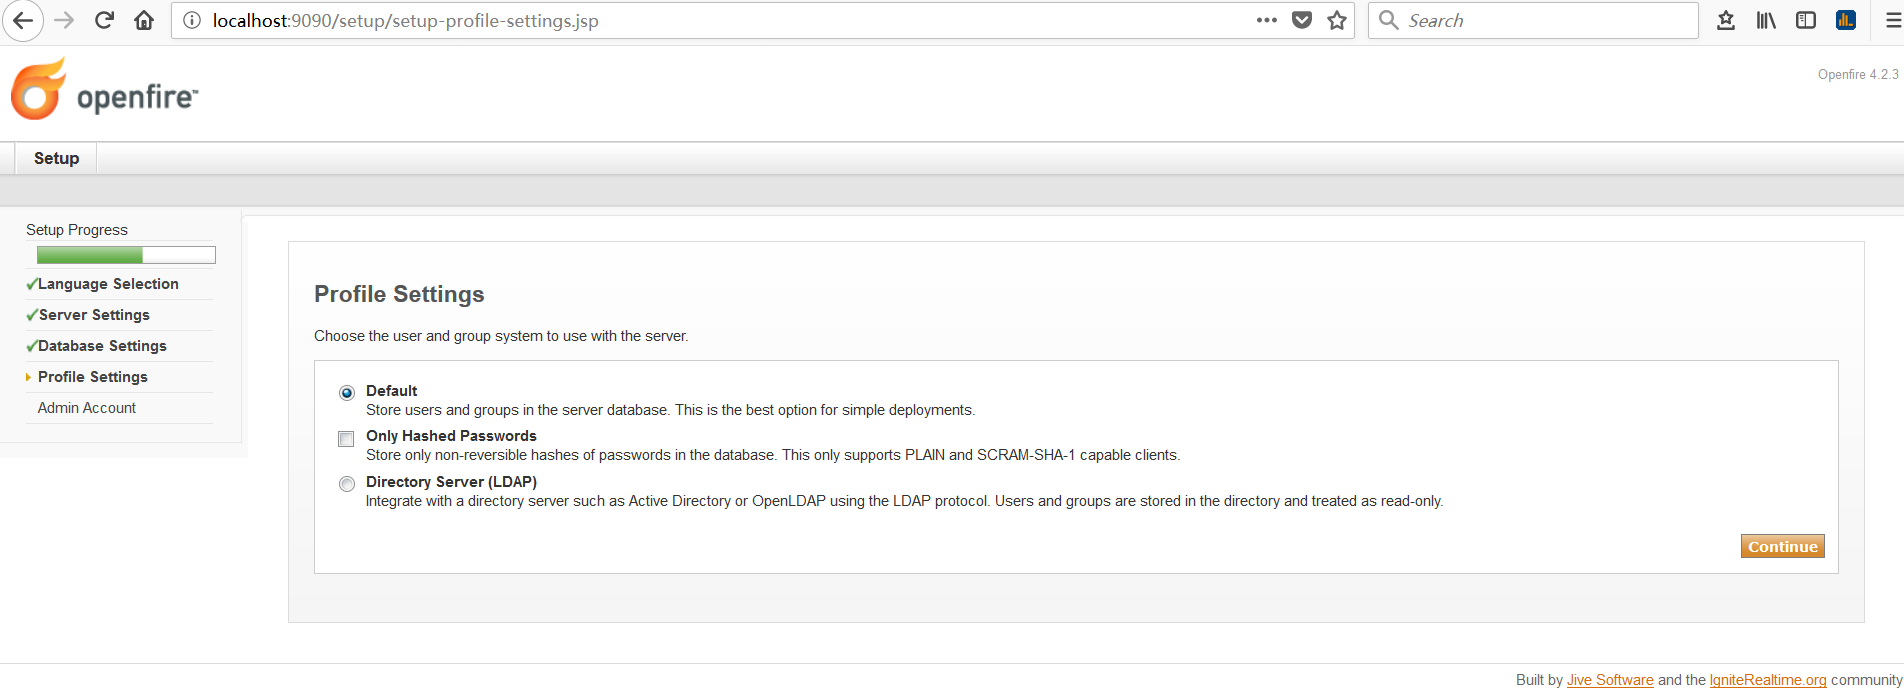 localhost:9090/setup/setup-profile-settings.jsp
Search
openfire™
Openfire 4.2.3
Setup
Setup Progress
Language Selection
Server Settings
Database Settings
Profile Settings
Admin Account
Profile Settings
Choose the user and group system to use with the server.
Default
Store users and groups in the server database. This is the best option for simple deployments.
Only Hashed Passwords
Store only non-reversible hashes of passwords in the database. This only supports PLAIN and SCRAM-SHA-1 capable clients.
Directory Server (LDAP)
Integrate with a directory server such as Active Directory or OpenLDAP using the LDAP protocol. Users and groups are stored in the directory and treated as read-only.
Continue
Built by Jive Software and the IgniteRealtime.org community